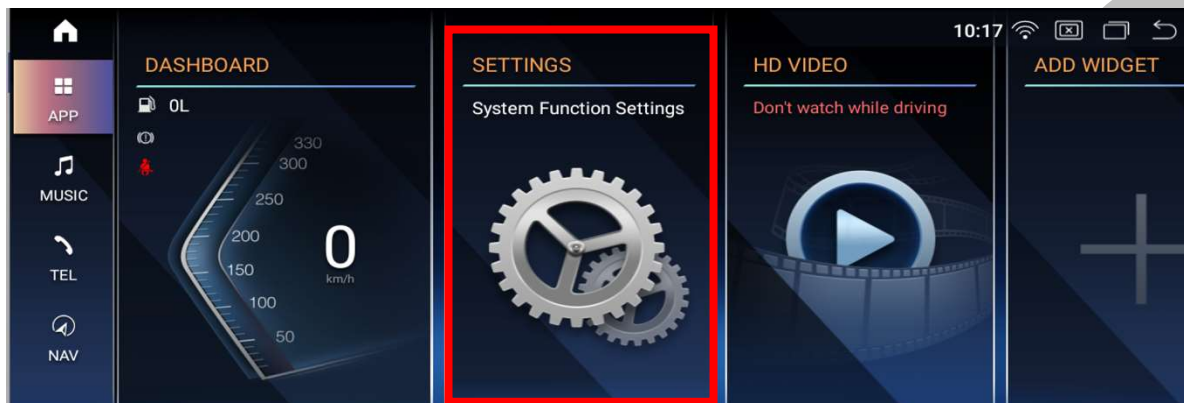 10:17
APP
MUSIC
TEL
NAV
DASHBOARD
0L
330
300
250
200
150
100
50
0
km/h
SETTINGS
System Function Settings
HD VIDEO
Don't watch while driving
ADD WIDGET